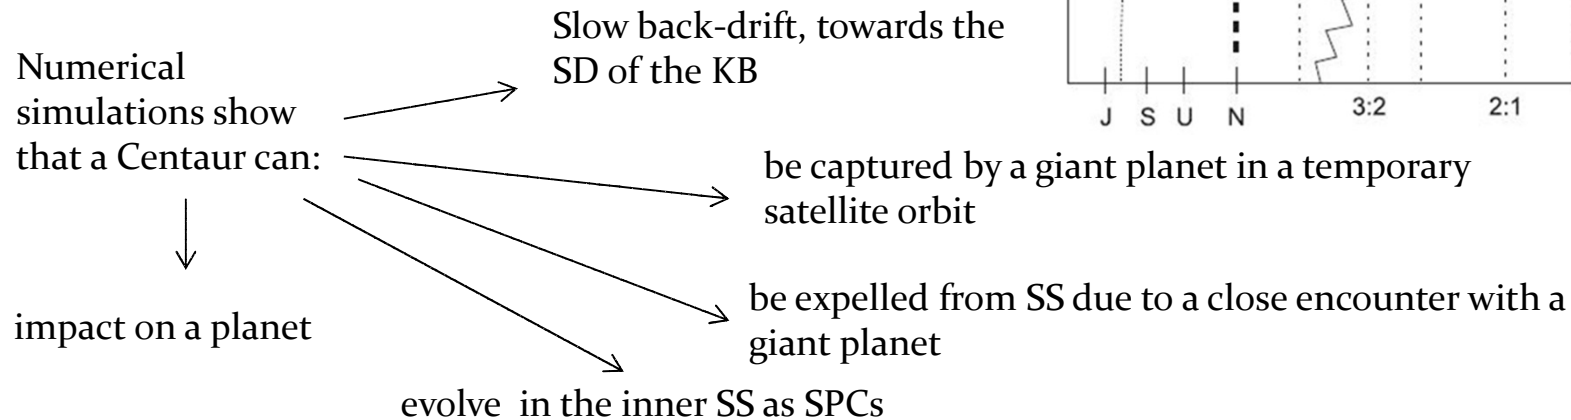 Numerical
simulations show
that a Centaur can:
Slow back-drift, towards the
SD of the KB
J S U N 3:2 2:1
be captured by a giant planet in a temporary
satellite orbit
be expelled from SS due to a close encounter with a
giant planet
evolve in the inner SS as SPCs
impact on a planet